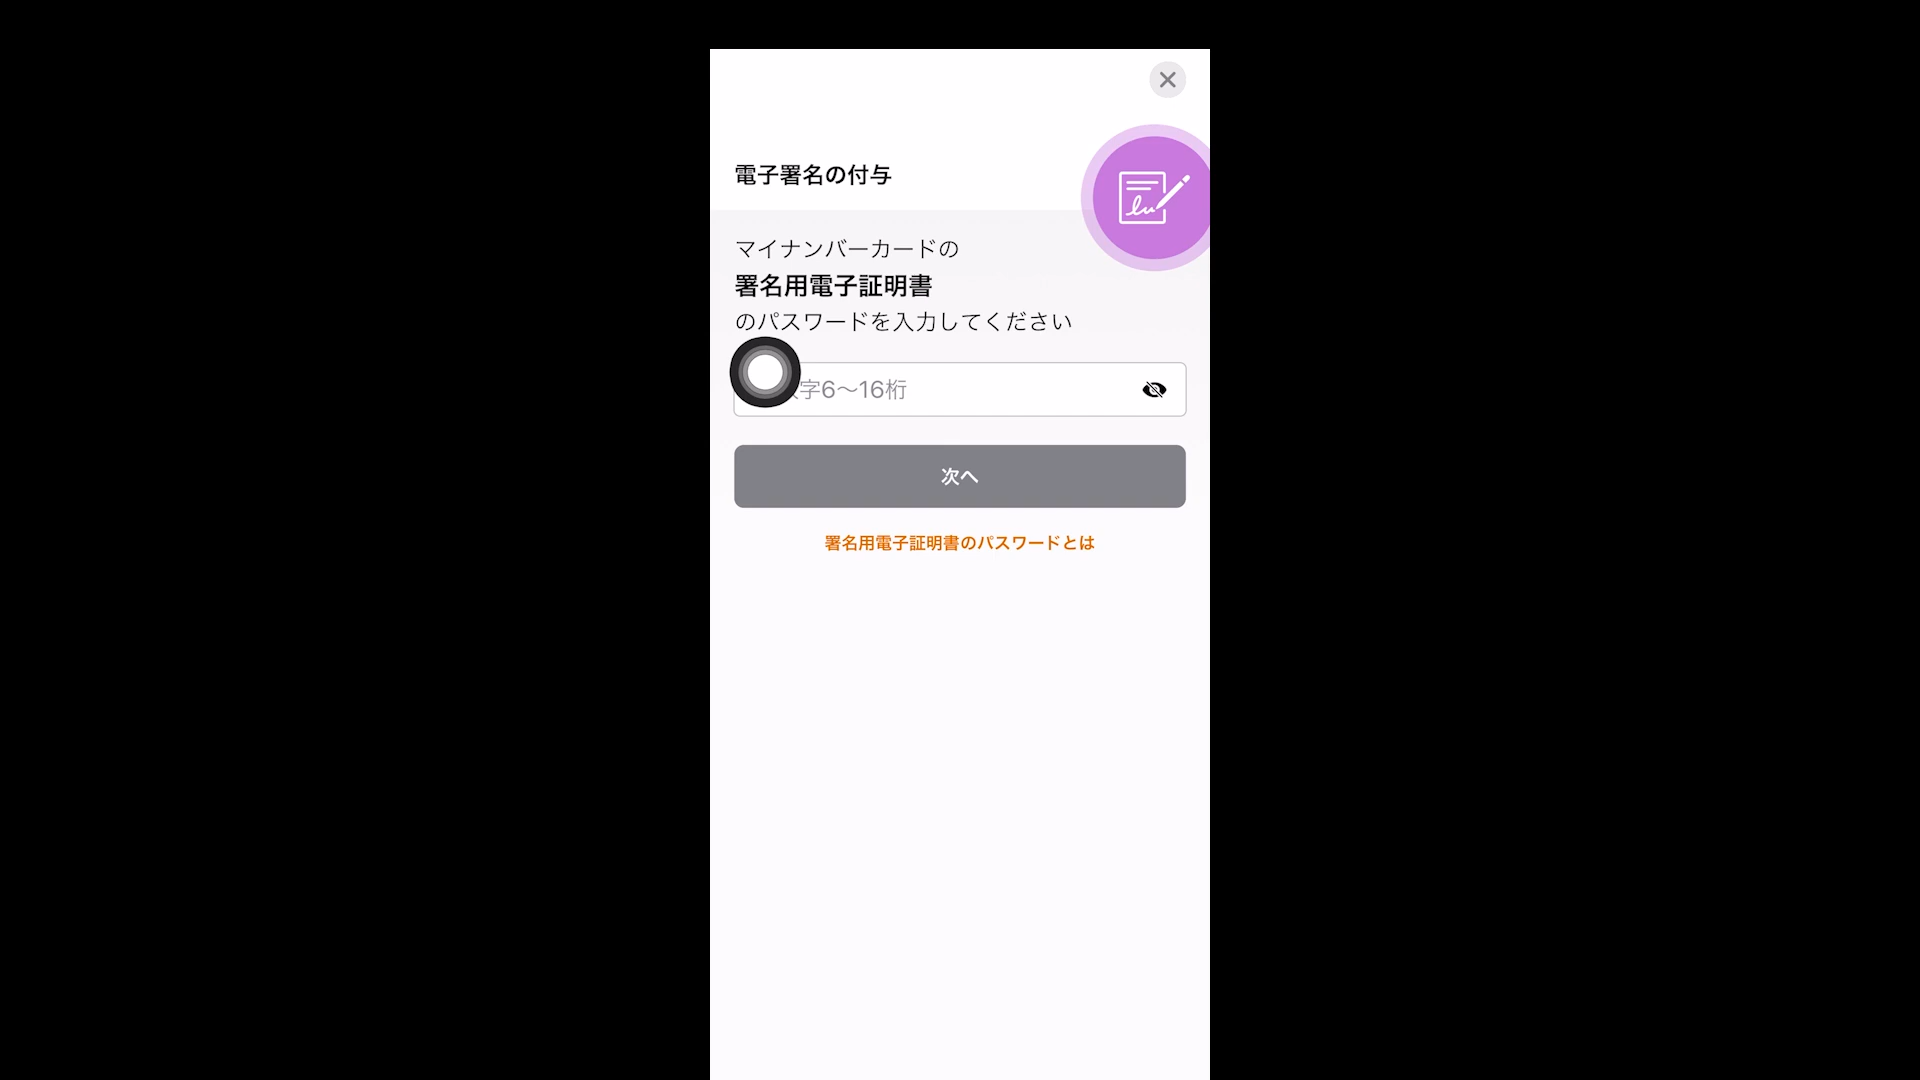 電子署名の付与
マイナンバーカードの
署名用電子証明書
のパスワードを入力してください
字6〜16桁
次へ
署名用電子証明書のパスワードとは